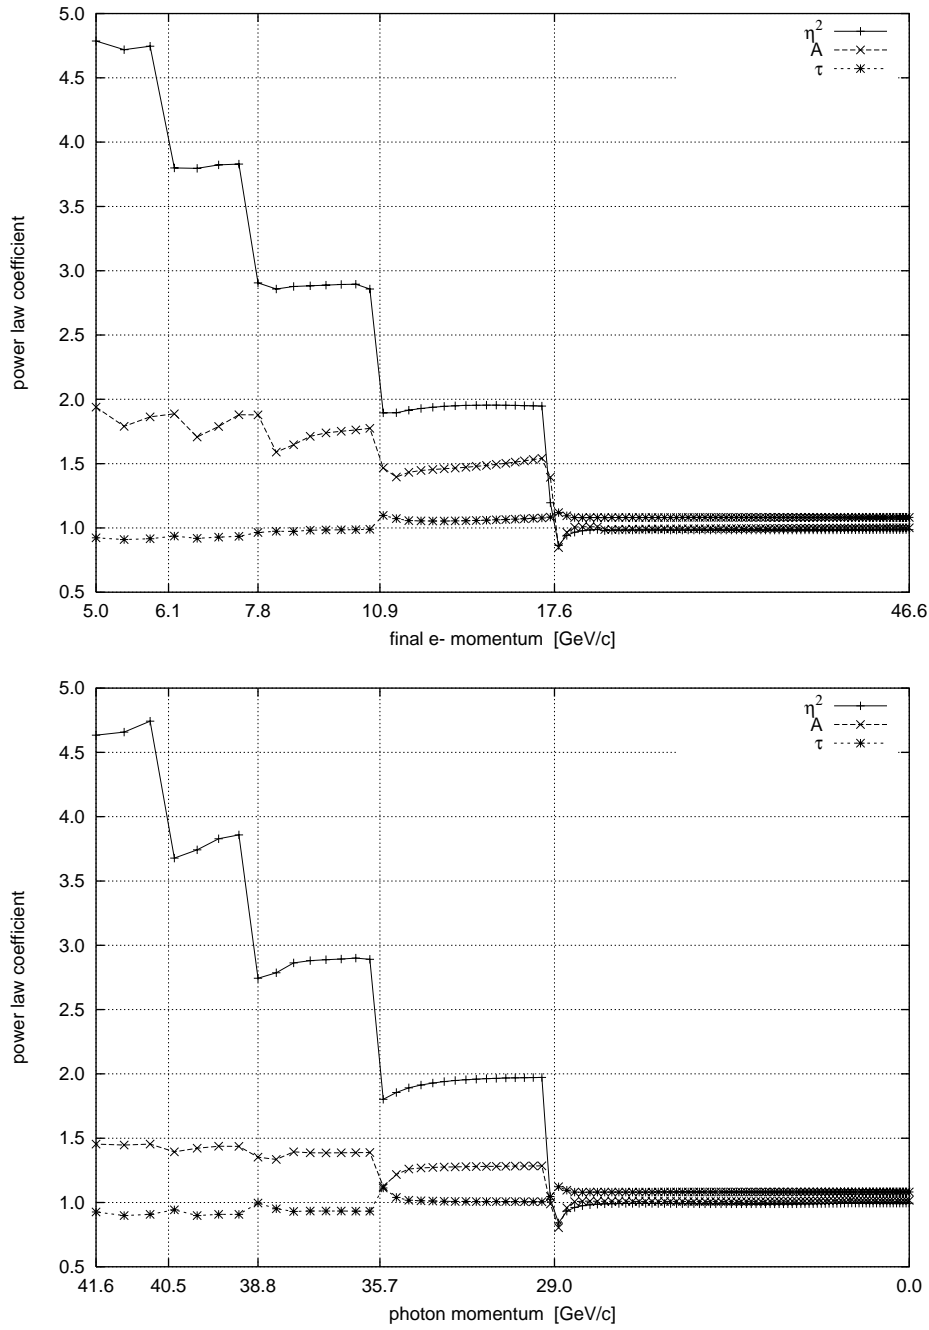 5.0
4.5
4.0
3.5
3.0
2.5
2.0
1.5
1.0
0.5
power law coefficient
η²
A
τ
5.0 6.1 7.8 10.9 17.6 46.6
final e- momentum [GeV/c]
5.0
4.5
4.0
3.5
3.0
2.5
2.0
1.5
1.0
0.5
power law coefficient
η²
A
τ
41.6 40.5 38.8 35.7 29.0 0.0
photon momentum [GeV/c]